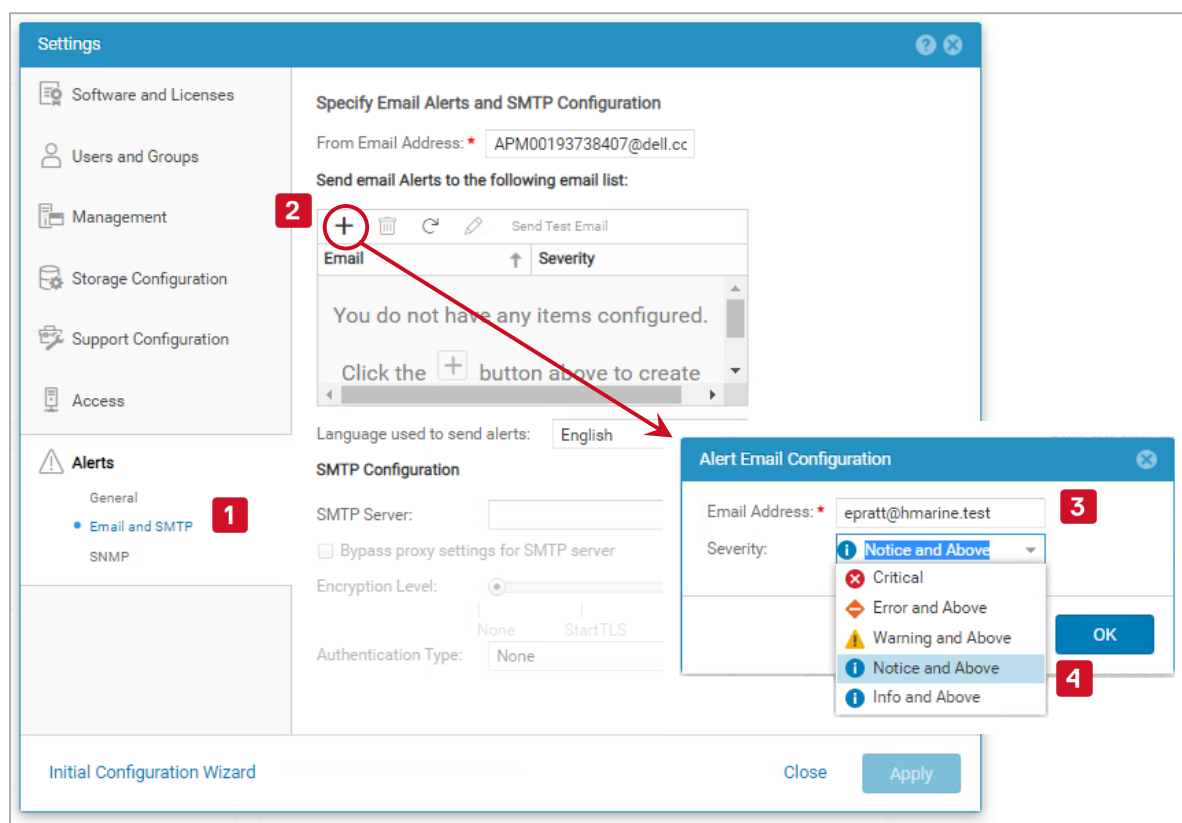 Settings
Software and Licenses
Users and Groups
Management
Storage Configuration
Support Configuration
Access
Alerts
General
Email and SMTP
SNMP
1
Specify Email Alerts and SMTP Configuration
From Email Address: * APM00193738407@dell.cc
Send email Alerts to the following email list:
2
Send Test Email
Email Severity
You do not have any items configured.
Click the + button above to create
Language used to send alerts: English
SMTP Configuration
SMTP Server:
Bypass proxy settings for SMTP server
Encryption Level:
None StartTLS
Authentication Type: None
Alert Email Configuration
Email Address: * epratt@hmarine.test
3
Severity: Notice and Above
Critical
Error and Above
Warning and Above
Notice and Above
Info and Above
OK
4
Initial Configuration Wizard
Close
Apply